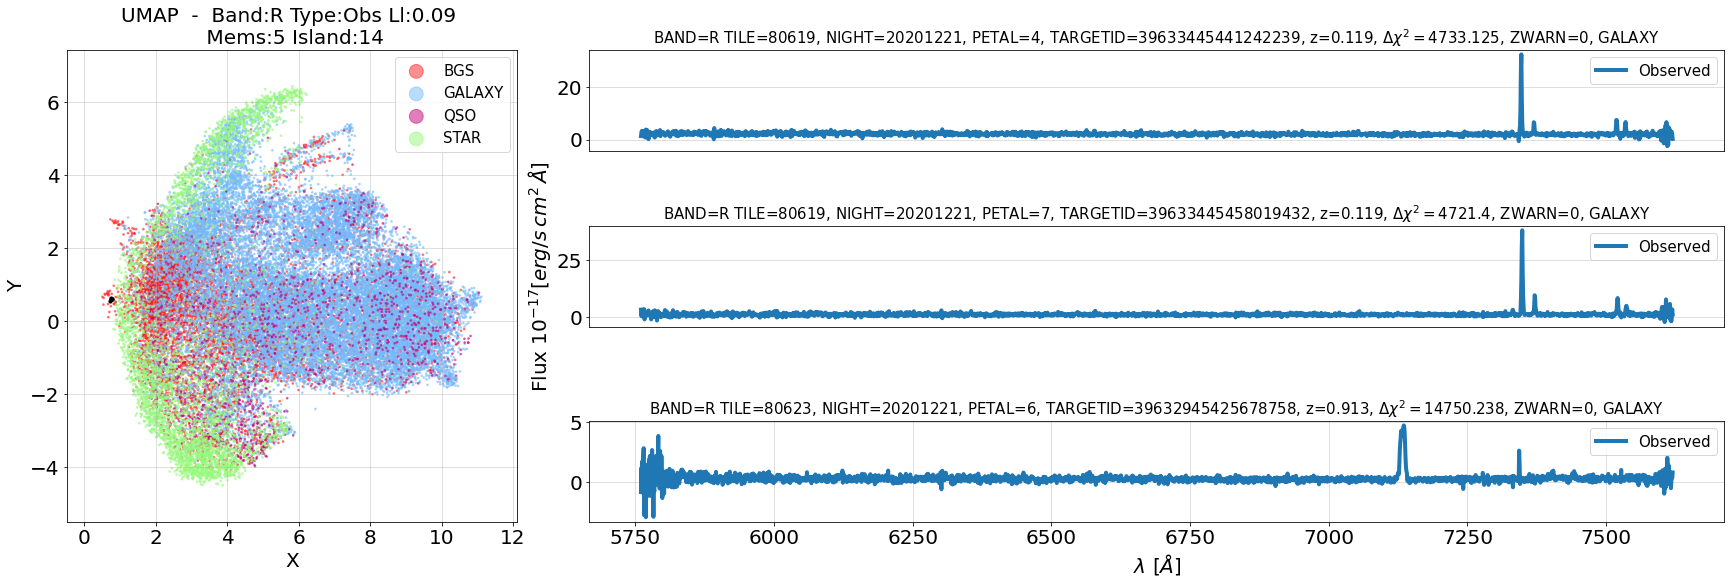 UMAP - Band:R Type:Obs Ll:0.09
Mems:5 Island:14
BGS
GALAXY
QSO
STAR
6
4
2
0
−2
−4
Y
0 2 4 6 8 10 12
X
Flux 10⁻¹⁷[erg/s cm² Å]
BAND=R TILE=80619, NIGHT=20201221, PETAL=4, TARGETID=39633445441242239, z=0.119, Δχ² = 4733.125, ZWARN=0, GALAXY
Observed
20
0
BAND=R TILE=80619, NIGHT=20201221, PETAL=7, TARGETID=39633445458019432, z=0.119, Δχ² = 4721.4, ZWARN=0, GALAXY
Observed
25
0
BAND=R TILE=80623, NIGHT=20201221, PETAL=6, TARGETID=39632945425678758, z=0.913, Δχ² = 14750.238, ZWARN=0, GALAXY
Observed
5
0
5750 6000 6250 6500 6750 7000 7250 7500
λ [Å]